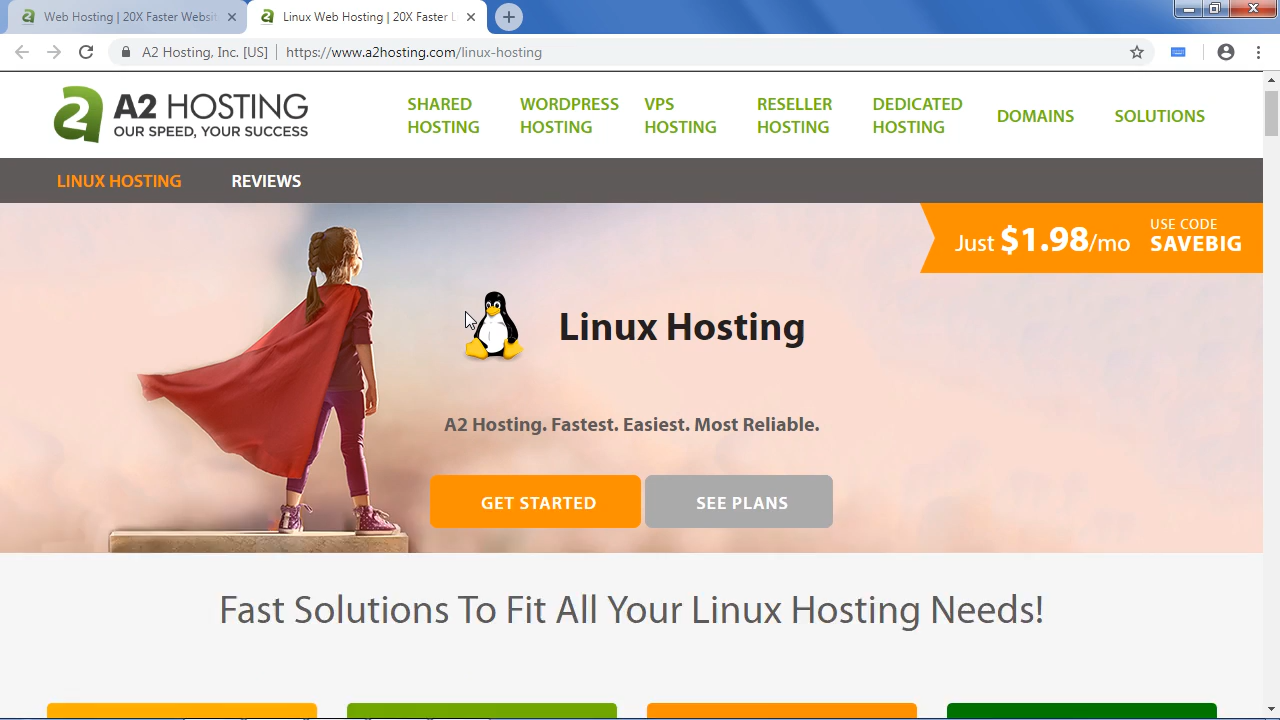 Web Hosting | 20X Faster Websit
Linux Web Hosting | 20X Faster L
A2 Hosting, Inc. [US]
https://www.a2hosting.com/linux-hosting
a2 A2 HOSTING
OUR SPEED, YOUR SUCCESS
SHARED
HOSTING
WORDPRESS
HOSTING
VPS
HOSTING
RESELLER
HOSTING
DEDICATED
HOSTING
DOMAINS
SOLUTIONS
LINUX HOSTING
REVIEWS
Just $1.98/mo
USE CODE
SAVEBIG
Linux Hosting
A2 Hosting. Fastest. Easiest. Most Reliable.
GET STARTED
SEE PLANS
Fast Solutions To Fit All Your Linux Hosting Needs!